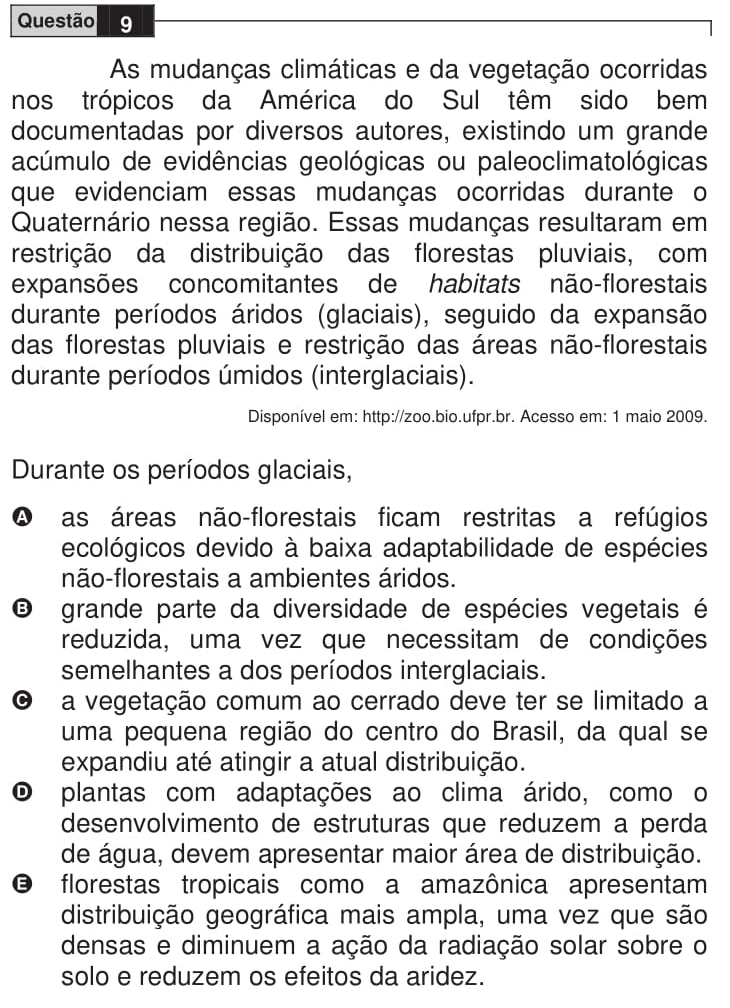 Questão 9
As mudanças climáticas e da vegetação ocorridas
nos trópicos da América do Sul têm sido bem
documentadas por diversos autores, existindo um grande
acúmulo de evidências geológicas ou paleoclimatológicas
que evidenciam essas mudanças ocorridas durante o
Quaternário nessa região. Essas mudanças resultaram em
restrição da distribuição das florestas pluviais, com
expansões concomitantes de habitats não-florestais
durante períodos áridos (glaciais), seguido da expansão
das florestas pluviais e restrição das áreas não-florestais
durante períodos úmidos (interglaciais).
Disponível em: http://zoo.bio.ufpr.br. Acesso em: 1 maio 2009.
Durante os períodos glaciais,
A as áreas não-florestais ficam restritas a refúgios
ecológicos devido à baixa adaptabilidade de espécies
não-florestais a ambientes áridos.
B grande parte da diversidade de espécies vegetais é
reduzida, uma vez que necessitam de condições
semelhantes a dos períodos interglaciais.
C a vegetação comum ao cerrado deve ter se limitado a
uma pequena região do centro do Brasil, da qual se
expandiu até atingir a atual distribuição.
D plantas com adaptações ao clima árido, como o
desenvolvimento de estruturas que reduzem a perda
de água, devem apresentar maior área de distribuição.
E florestas tropicais como a amazônica apresentam
distribuição geográfica mais ampla, uma vez que são
densas e diminuem a ação da radiação solar sobre o
solo e reduzem os efeitos da aridez.